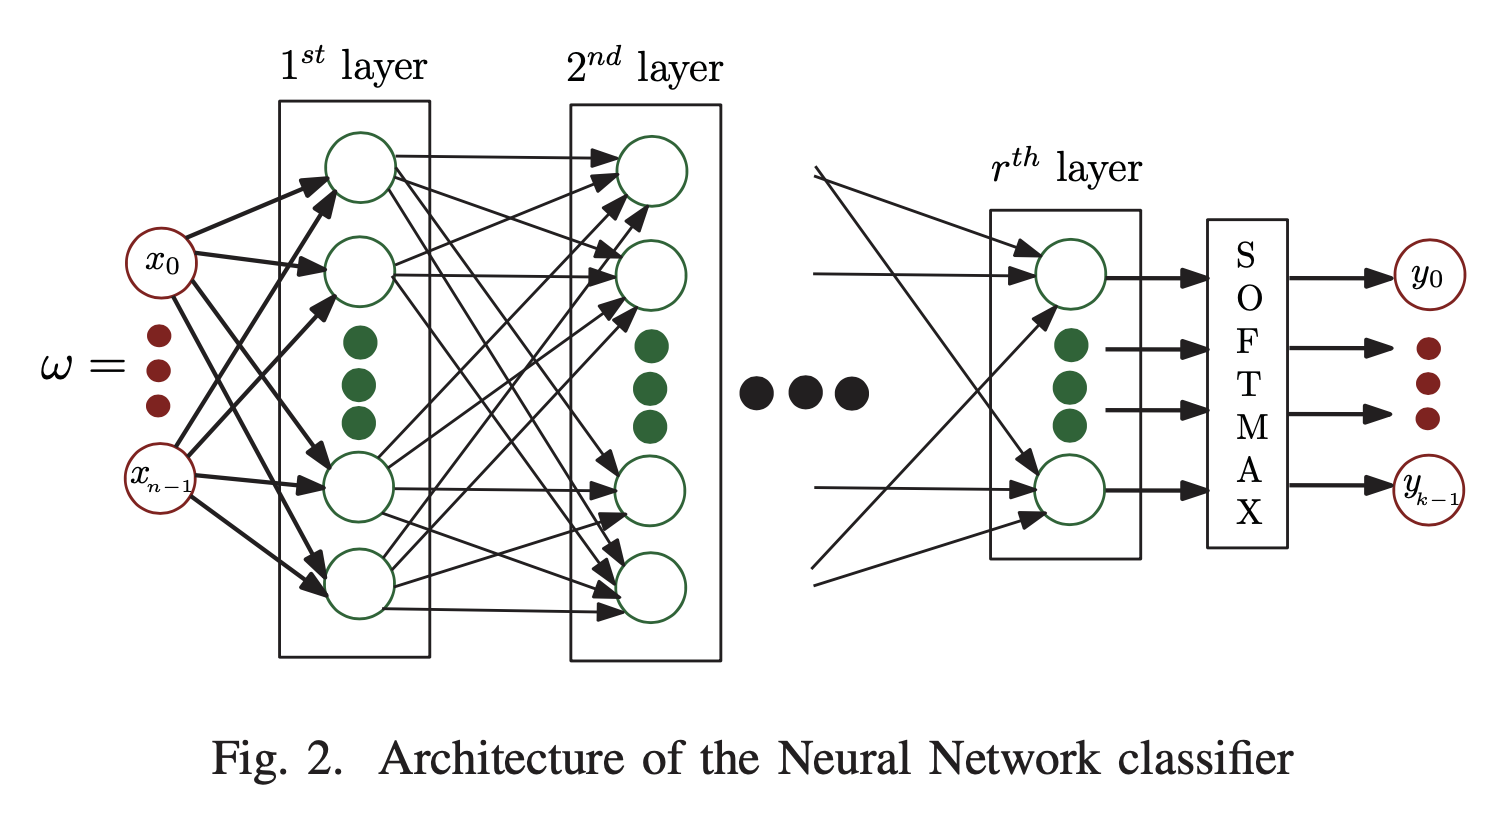 1^{st} layer
2^{nd} layer
r^{th} layer
ω =
x_0
x_{n-1}
S
O
F
T
M
A
X
y_0
y_{k-1}
Fig. 2. Architecture of the Neural Network classifier